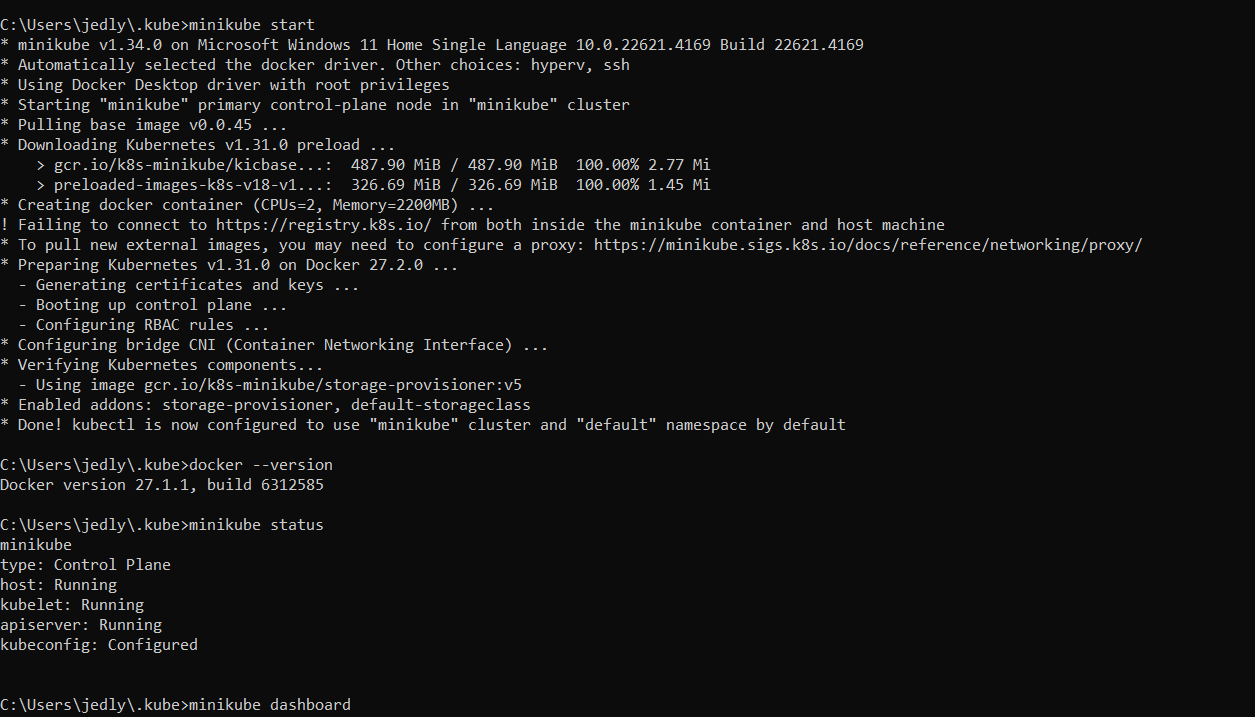 C:\Users\jedly\.kube>minikube start
* minikube v1.34.0 on Microsoft Windows 11 Home Single Language 10.0.22621.4169 Build 22621.4169
* Automatically selected the docker driver. Other choices: hyperv, ssh
* Using Docker Desktop driver with root privileges
* Starting "minikube" primary control-plane node in "minikube" cluster
* Pulling base image v0.0.45 ...
* Downloading Kubernetes v1.31.0 preload ...
    > gcr.io/k8s-minikube/kicbase...:  487.90 MiB / 487.90 MiB  100.00% 2.77 Mi
    > preloaded-images-k8s-v18-v1...:  326.69 MiB / 326.69 MiB  100.00% 1.45 Mi
* Creating docker container (CPUs=2, Memory=2200MB) ...
! Failing to connect to https://registry.k8s.io/ from both inside the minikube container and host machine
* To pull new external images, you may need to configure a proxy: https://minikube.sigs.k8s.io/docs/reference/networking/proxy/
* Preparing Kubernetes v1.31.0 on Docker 27.2.0 ...
  - Generating certificates and keys ...
  - Booting up control plane ...
  - Configuring RBAC rules ...
* Configuring bridge CNI (Container Networking Interface) ...
* Verifying Kubernetes components...
  - Using image gcr.io/k8s-minikube/storage-provisioner:v5
* Enabled addons: storage-provisioner, default-storageclass
* Done! kubectl is now configured to use "minikube" cluster and "default" namespace by default
C:\Users\jedly\.kube>docker --version
Docker version 27.1.1, build 6312585
C:\Users\jedly\.kube>minikube status
minikube
type: Control Plane
host: Running
kubelet: Running
apiserver: Running
kubeconfig: Configured
C:\Users\jedly\.kube>minikube dashboard